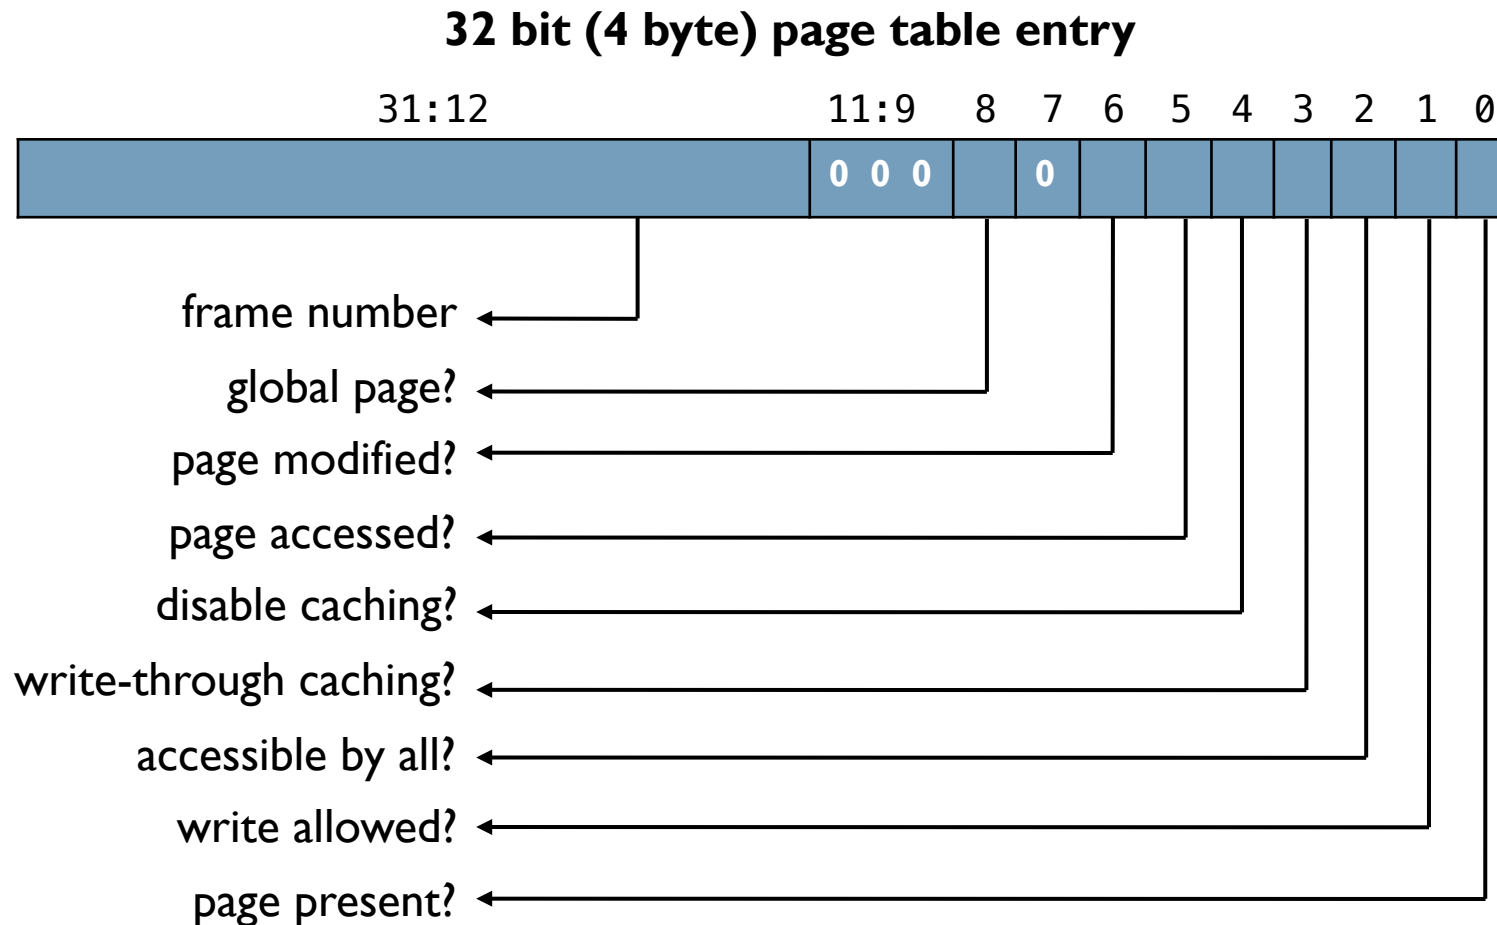 32 bit (4 byte) page table entry
31:12 11:9 8 7 6 5 4 3 2 1 0
0 0 0 0
frame number
global page?
page modified?
page accessed?
disable caching?
write-through caching?
accessible by all?
write allowed?
page present?